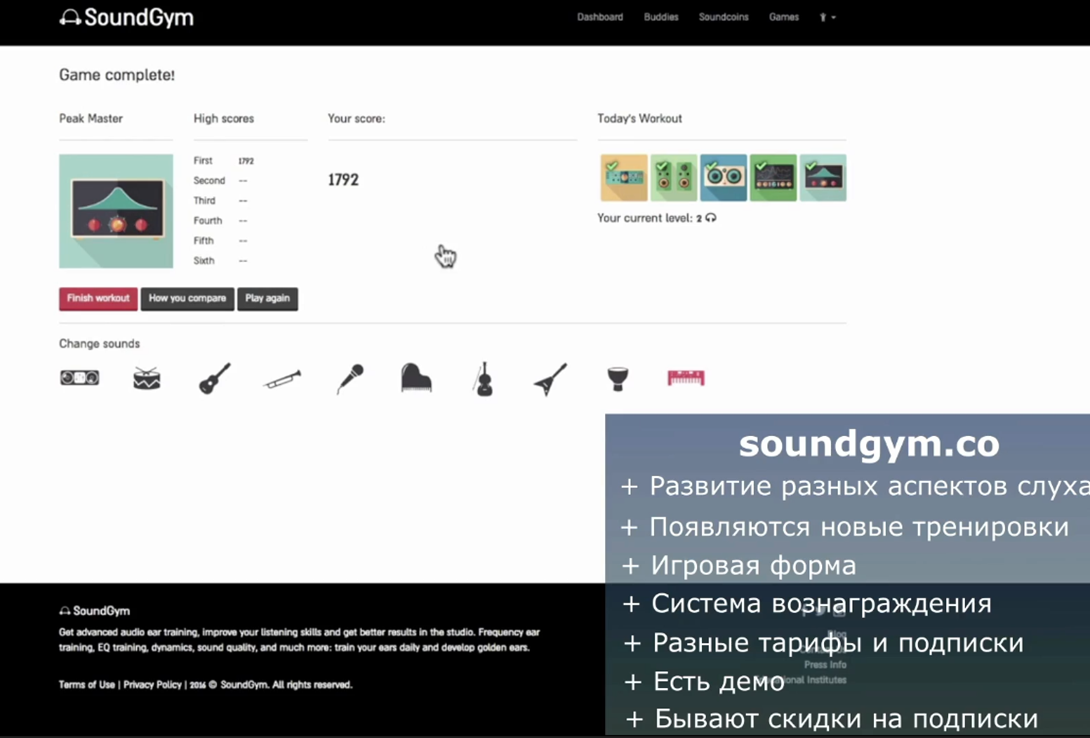 SoundGym
Dashboard Buddies Soundcoins Games
Game complete!
Peak Master
High scores
First 1792
Second --
Third --
Fourth --
Fifth --
Sixth --
Your score:
1792
Today's Workout
Your current level: 2
Finish workout How you compare Play again
Change sounds
soundgym.co
+ Развитие разных аспектов слуха
+ Появляются новые тренировки
+ Игровая форма
+ Система вознаграждения
+ Разные тарифы и подписки
+ Есть демо
+ Бывают скидки на подписки
SoundGym
Get advanced audio ear training, improve your listening skills and get better results in the studio. Frequency ear
training, EQ training, dynamics, sound quality, and much more: train your ears daily and develop golden ears.
Terms of Use | Privacy Policy | 2016 © SoundGym. All rights reserved.
Blog
Press Info
Institutes